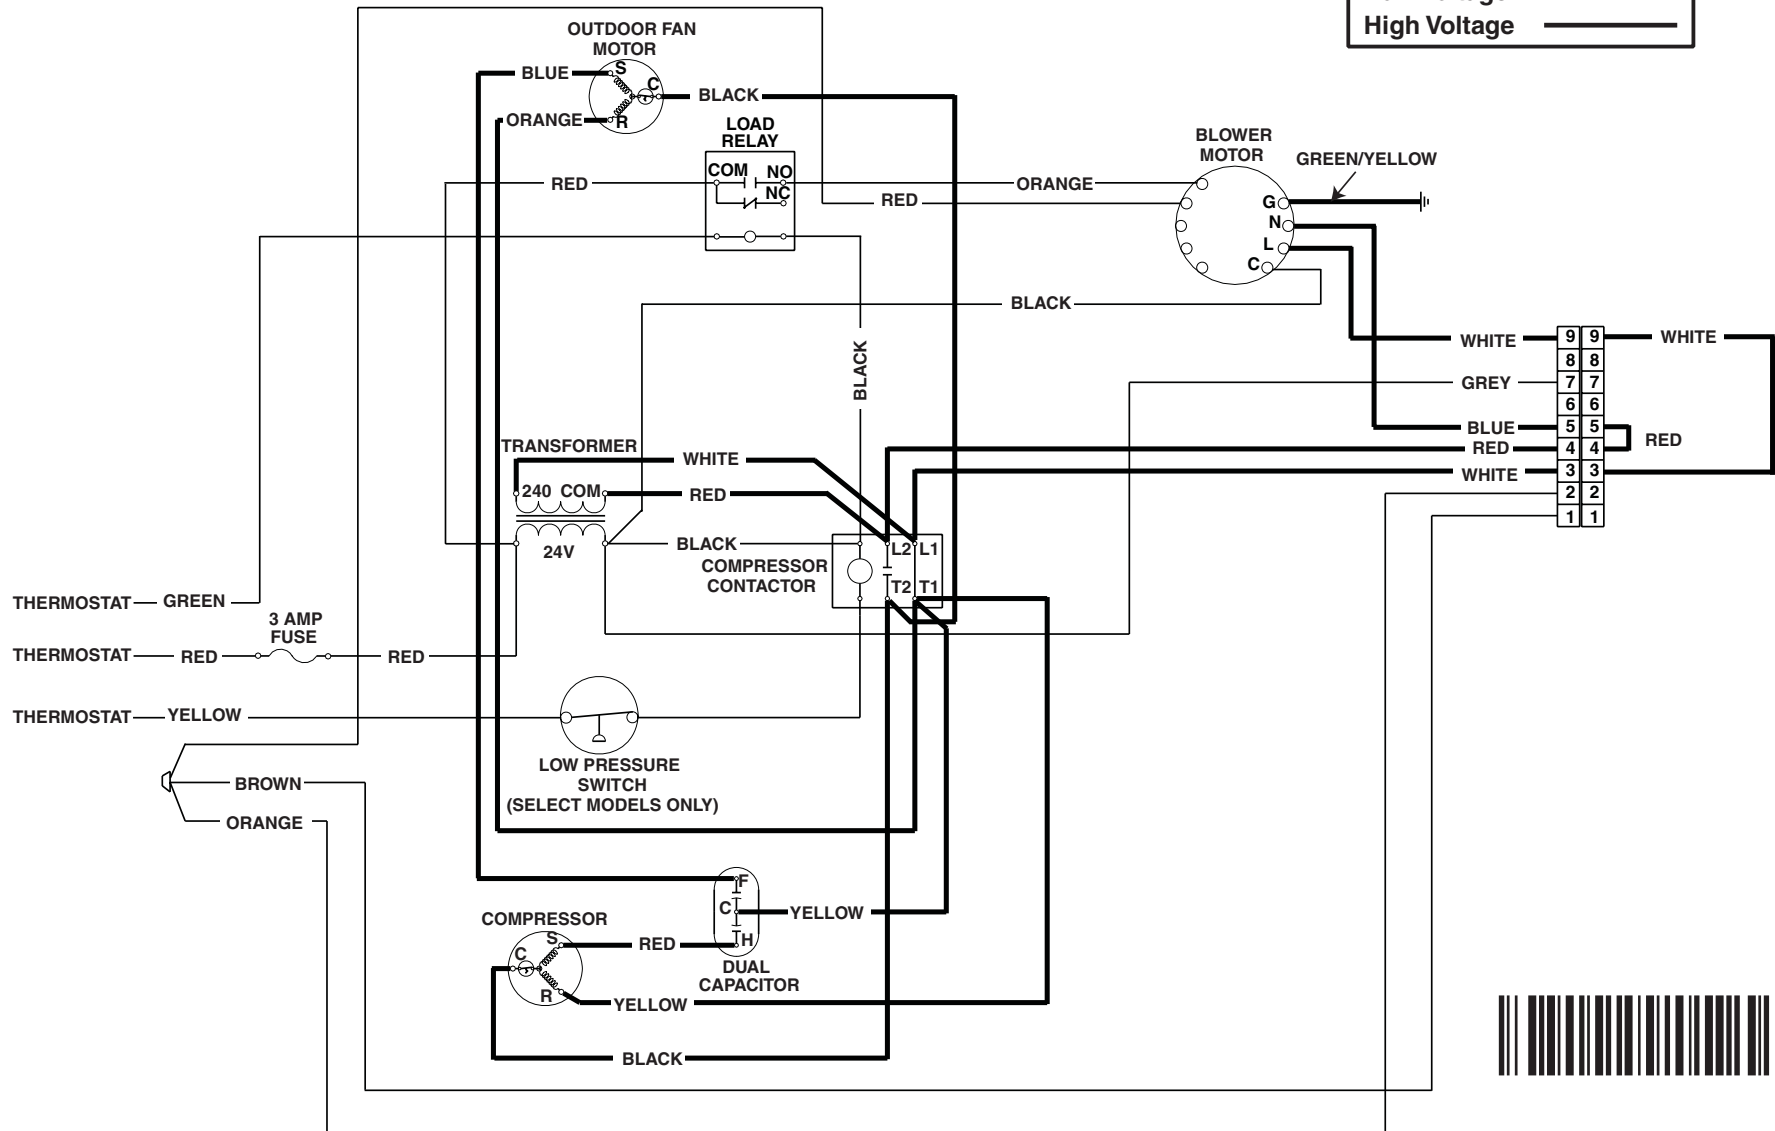 High Voltage
OUTDOOR FAN
MOTOR
BLUE
S
C
BLACK
ORANGE
R
LOAD
RELAY
COM
NO
NC
RED
ORANGE
RED
BLOWER
MOTOR
GREEN/YELLOW
G
N
L
C
BLACK
BLACK
WHITE
9 9
WHITE
8 8
GREY
7 7
6 6
BLUE
5 5
RED
RED
4 4
WHITE
3 3
2 2
1 1
TRANSFORMER
WHITE
240 COM
RED
24V
BLACK
L2 L1
COMPRESSOR
CONTACTOR
T2 T1
THERMOSTAT
GREEN
3 AMP
FUSE
THERMOSTAT
RED
RED
THERMOSTAT
YELLOW
LOW PRESSURE
SWITCH
(SELECT MODELS ONLY)
BROWN
ORANGE
F
C
YELLOW
H
COMPRESSOR
S
C
R
RED
DUAL
CAPACITOR
YELLOW
BLACK